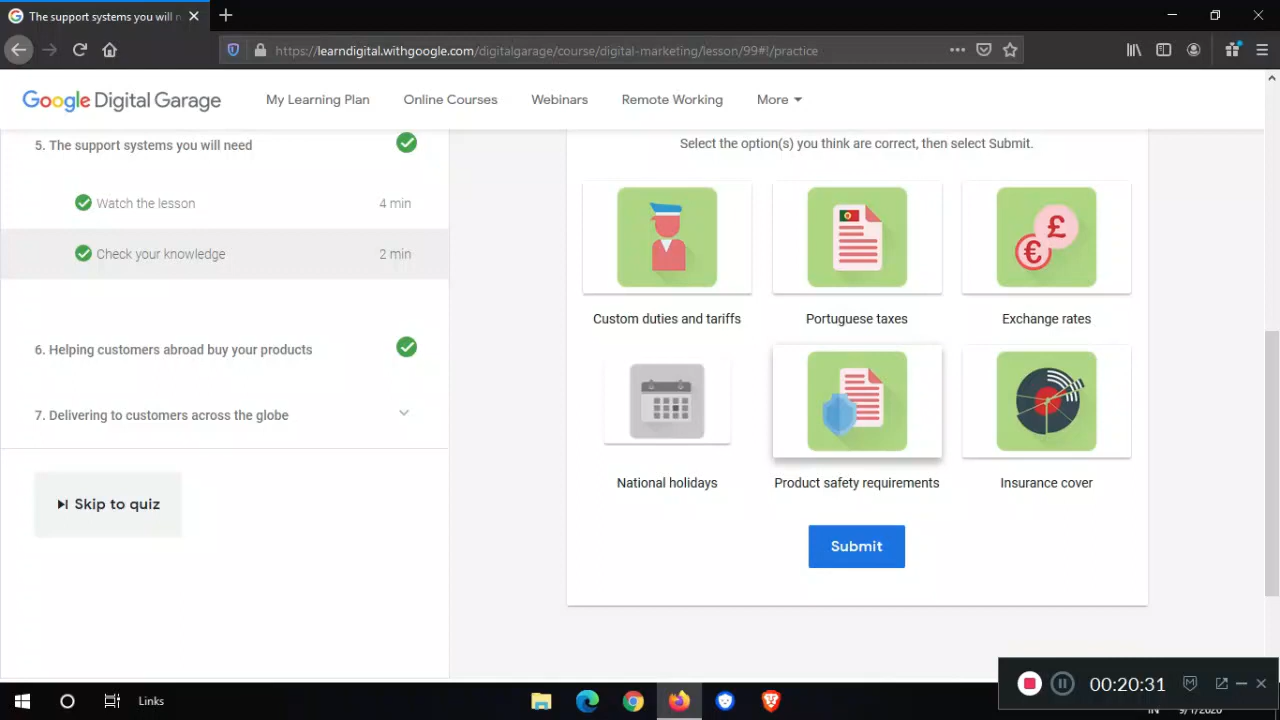 The support systems you will n
https://learndigital.withgoogle.com/digitalgarage/course/digital-marketing/lesson/99#!/practice
Google Digital Garage
My Learning Plan
Online Courses
Webinars
Remote Working
More
5. The support systems you will need
Watch the lesson
4 min
Check your knowledge
2 min
6. Helping customers abroad buy your products
7. Delivering to customers across the globe
Skip to quiz
Select the option(s) you think are correct, then select Submit.
Custom duties and tariffs
Portuguese taxes
Exchange rates
National holidays
Product safety requirements
Insurance cover
Submit
00:20:31
Links
IN
9/1/2020